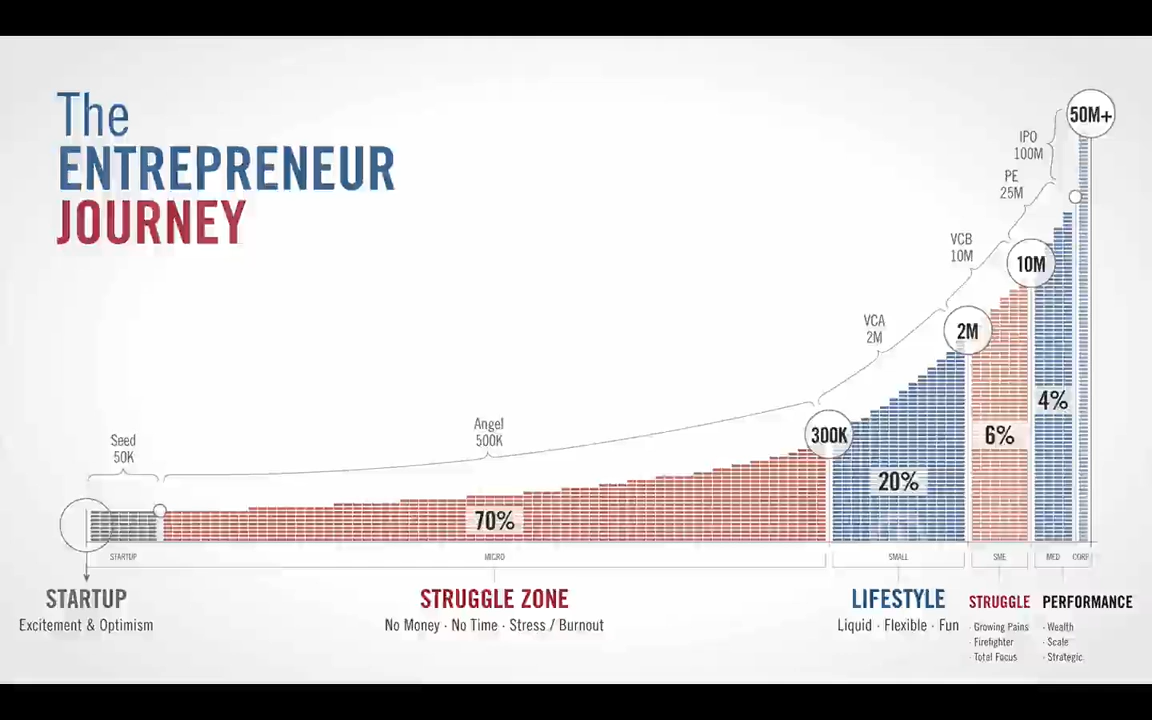 The
ENTREPRENEUR
JOURNEY
50M+
IPO
100M
PE
25M
VCB
10M
10M
VCA
2M
2M
4%
Angel
500K
300K
6%
Seed
50K
20%
70%
STARTUP
MICRO
SMALL
SME
MED
CORP
STARTUP
Excitement & Optimism
STRUGGLE ZONE
No Money · No Time · Stress / Burnout
LIFESTYLE
Liquid · Flexible · Fun
STRUGGLE
· Growing Pains
· Firefighter
· Total Focus
PERFORMANCE
· Wealth
· Scale
· Strategic